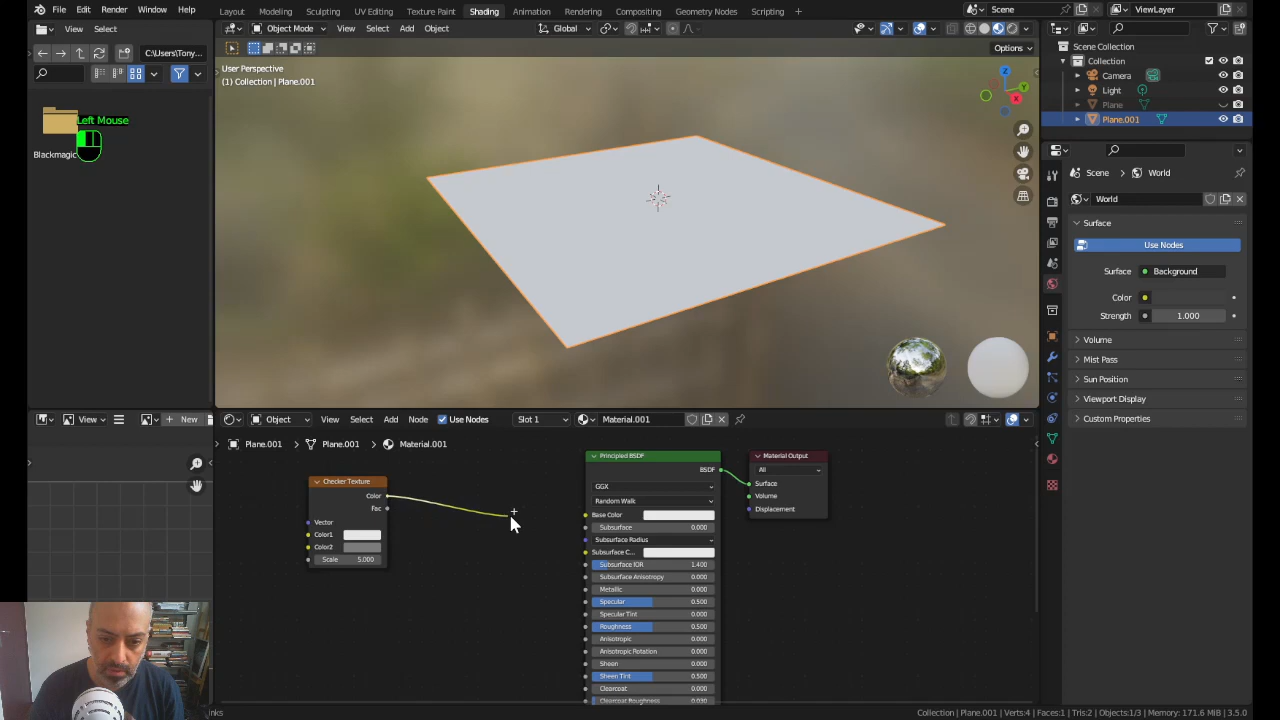 File Edit Render Window Help
Layout Modeling Sculpting UV Editing Texture Paint Shading Animation Rendering Compositing Geometry Nodes Scripting
Scene ViewLayer
View Select
Object Mode View Select Add Object Global
C:\Users\Tony...
Options
Left Mouse
Blackmagic
User Perspective
(1) Collection | Plane.001
Scene Collection
Collection
Camera
Light
Plane
Plane.001
Scene World
World
Surface
Use Nodes
Surface Background
Color
Strength 1.000
Volume
Mist Pass
Sun Position
Viewport Display
Custom Properties
View New
Object View Select Add Node Use Nodes Slot 1 Material.001
Plane.001 Plane.001 Material.001
Checker Texture
Color
Fac
Vector
Color1
Color2
Scale 5.000
Principled BSDF
BSDF
GGX
Random Walk
Base Color
Subsurface 0.000
Subsurface Radius
Subsurface C...
Subsurface IOR 1.400
Subsurface Anisotropy 0.000
Metallic 0.000
Specular 0.500
Specular Tint 0.000
Roughness 0.500
Anisotropic 0.000
Anisotropic Rotation 0.000
Sheen 0.000
Sheen Tint 0.500
Clearcoat 0.000
Clearcoat Roughness 0.030
Material Output
All
Surface
Volume
Displacement
X
Y
Z
Collection | Plane.001 | Verts:4 | Faces:1 | Tris:2 | Objects:1/3 | Memory: 171.6 MiB | 3.5.0